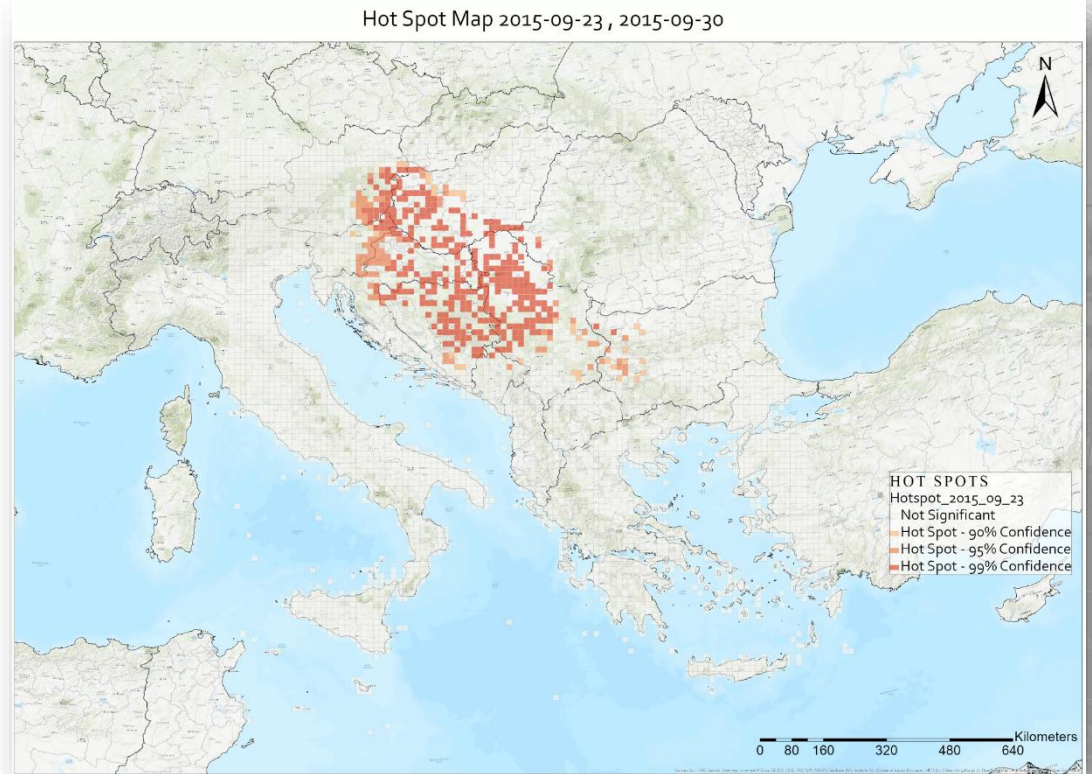 Hot Spot Map 2015-09-23 , 2015-09-30
N
HOT SPOTS
Hotspot_2015_09_23
Not Significant
Hot Spot - 90% Confidence
Hot Spot - 95% Confidence
Hot Spot - 99% Confidence
Kilometers
0 80 160 320 480 640